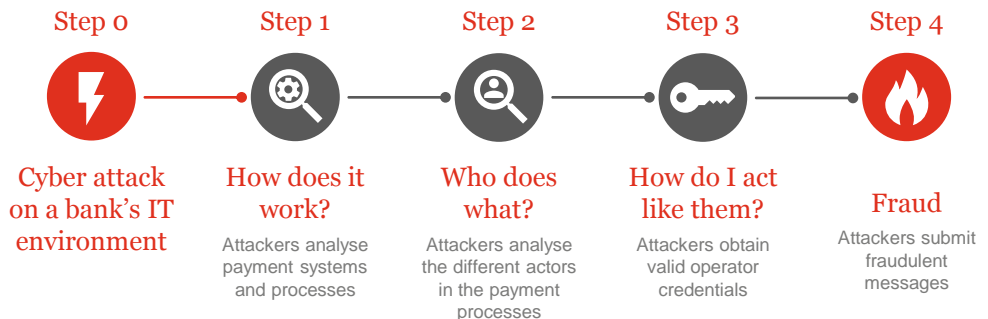 Step 0
Step 1
Step 2
Step 3
Step 4
Cyber attack
on a bank's IT
environment
How does it
work?
Attackers analyse
payment systems
and processes
Who does
what?
Attackers analyse
the different actors
in the payment
processes
How do I act
like them?
Attackers obtain
valid operator
credentials
Fraud
Attackers submit
fraudulent
messages